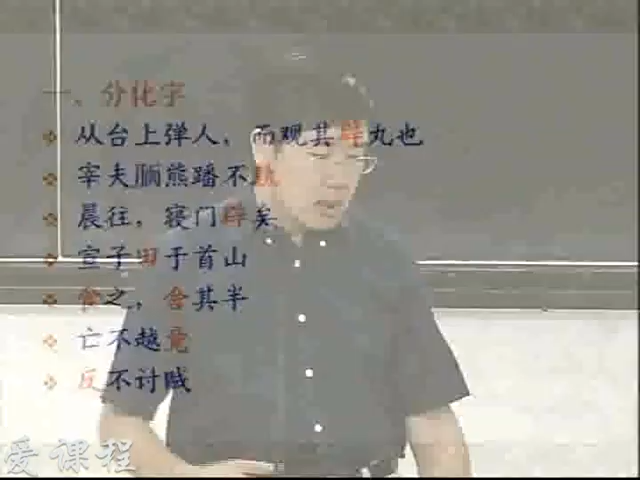 一、分化字
从台上弹人，而观其辟丸也
宰夫胹熊蹯不孰
晨往，寝门辟矣
宣子田于首山
食之，舍其半
亡不越竟
反不讨贼
爱课程